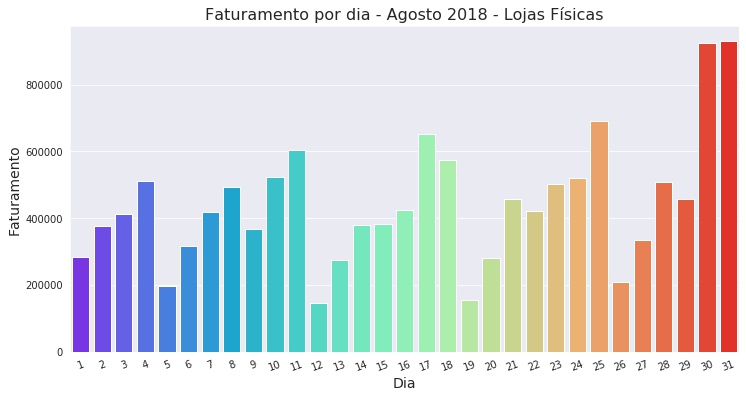 Faturamento por dia - Agosto 2018 - Lojas Físicas
Faturamento
800000
600000
400000
200000
0
1 2 3 4 5 6 7 8 9 10 11 12 13 14 15 16 17 18 19 20 21 22 23 24 25 26 27 28 29 30 31
Dia